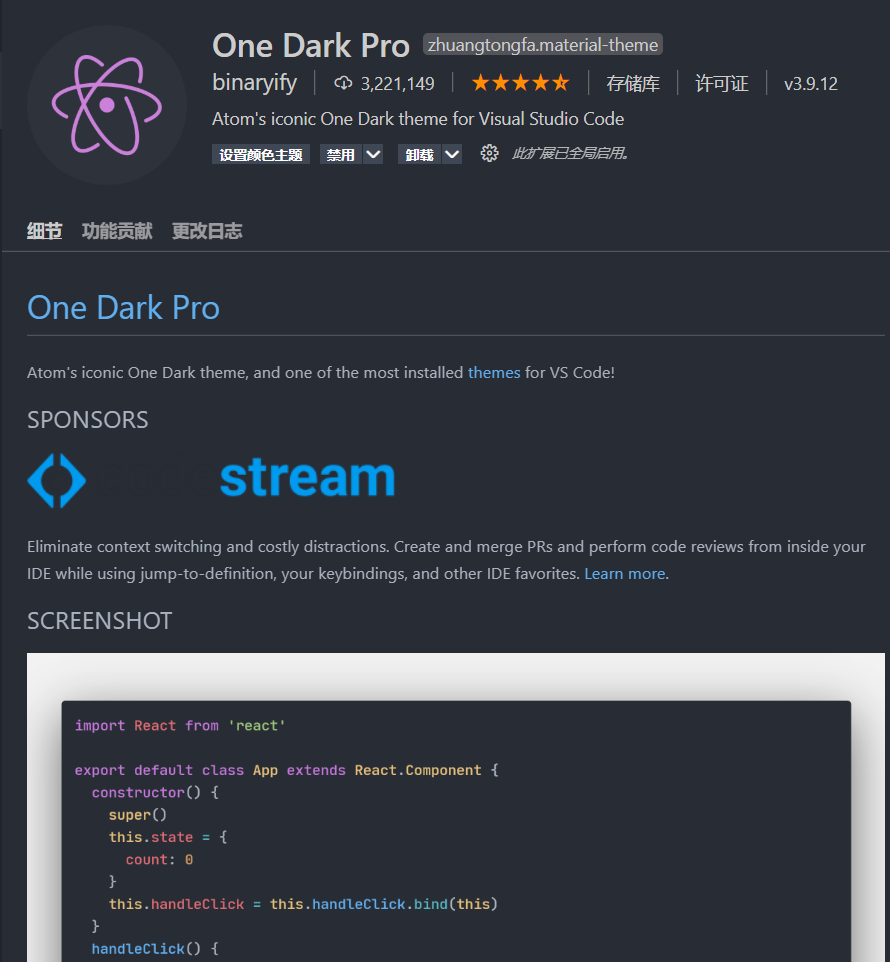 One Dark Pro zhuangtongfa.material-theme
binaryify 3,221,149 存储库 许可证 v3.9.12
Atom's iconic One Dark theme for Visual Studio Code
设置颜色主题 禁用 卸载 此扩展已全局启用。
细节 功能贡献 更改日志
One Dark Pro
Atom's iconic One Dark theme, and one of the most installed themes for VS Code!
SPONSORS
stream
Eliminate context switching and costly distractions. Create and merge PRs and perform code reviews from inside your
IDE while using jump-to-definition, your keybindings, and other IDE favorites. Learn more.
SCREENSHOT
import React from 'react'
export default class App extends React.Component {
constructor() {
super()
this.state = {
count: 0
}
this.handleClick = this.handleClick.bind(this)
}
handleClick() {